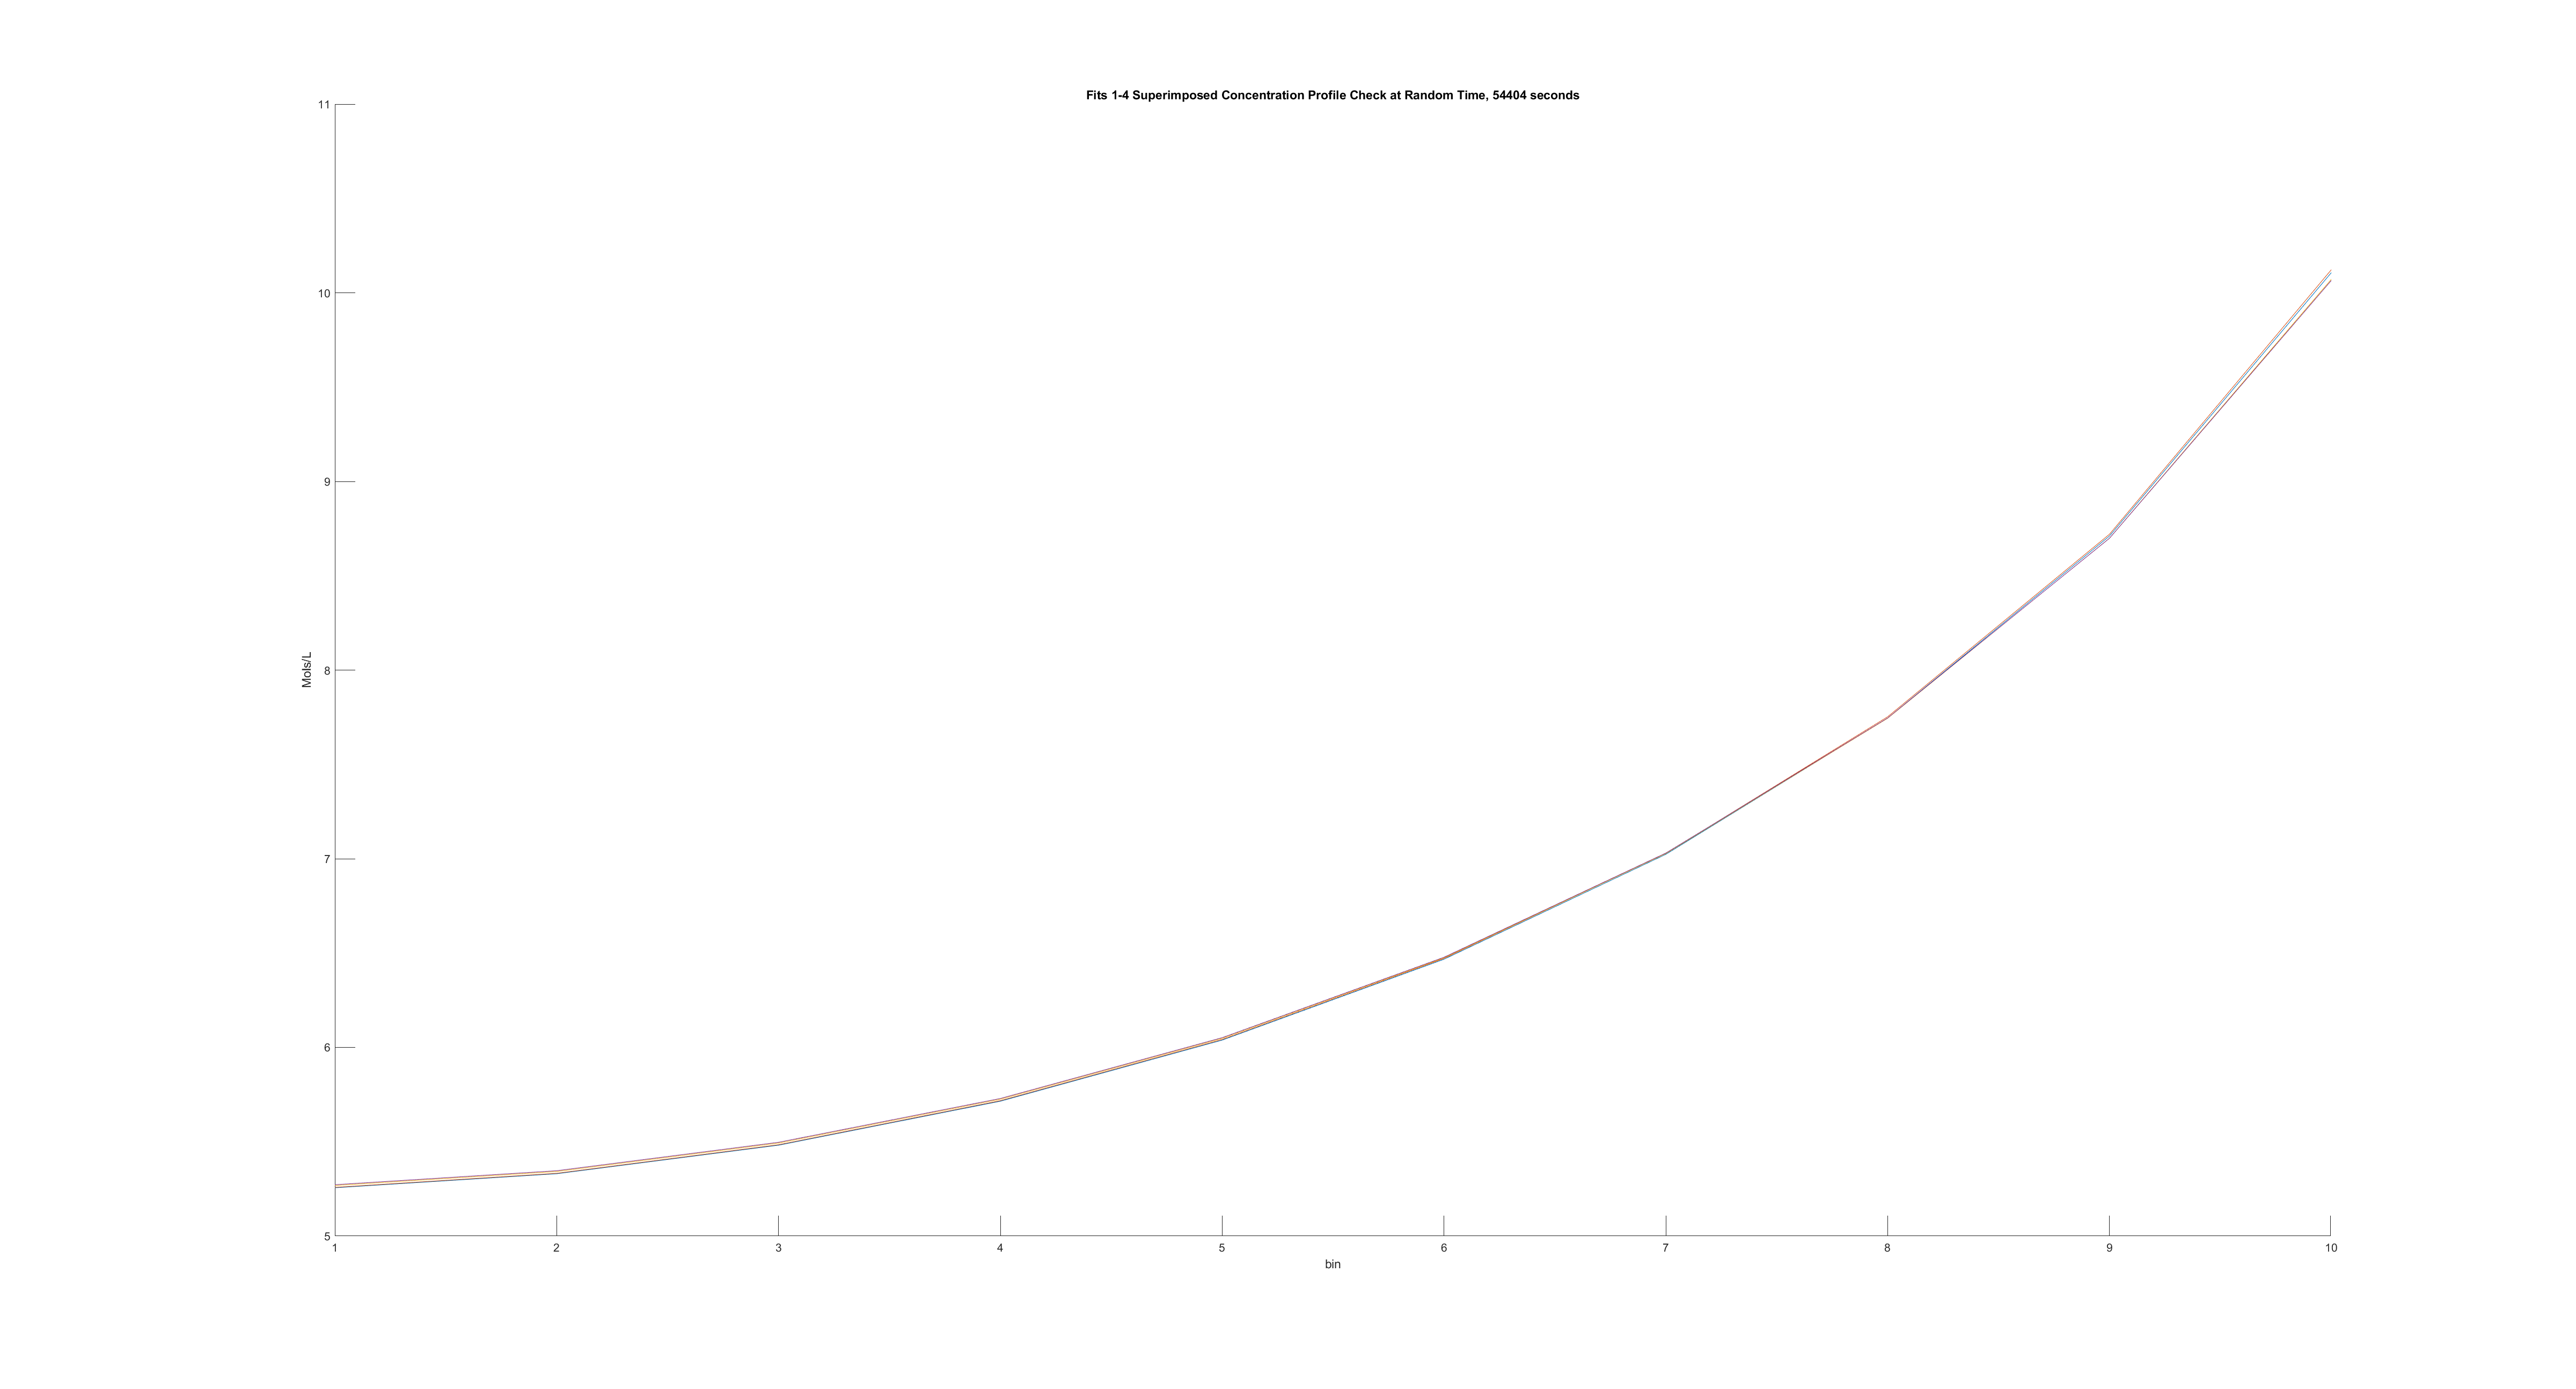 Fits 1-4 Superimposed Concentration Profile Check at Random Time, 54404 seconds
11
10
9
8
7
6
5
Mols/L
1 2 3 4 5 6 7 8 9 10
bin